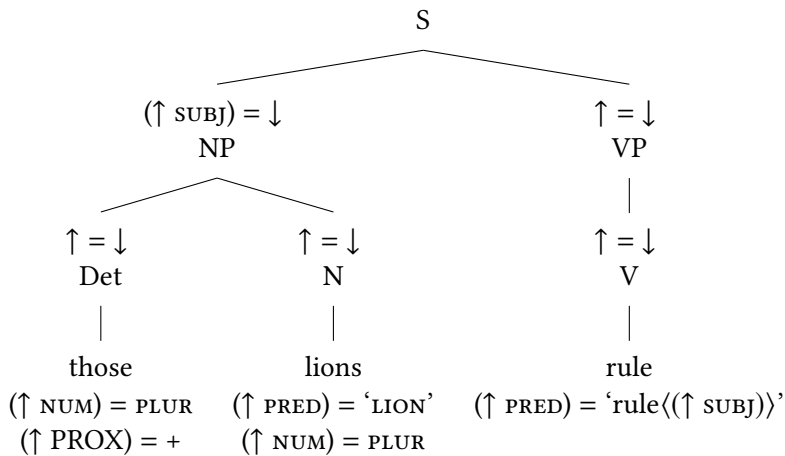 S
(↑ SUBJ) = ↓ ↑ = ↓
NP VP
↑ = ↓ ↑ = ↓ ↑ = ↓
Det N V
those lions rule
(↑ NUM) = PLUR (↑ PRED) = ‘LION’ (↑ PRED) = ‘rule⟨(↑ SUBJ)⟩’
(↑ PROX) = + (↑ NUM) = PLUR